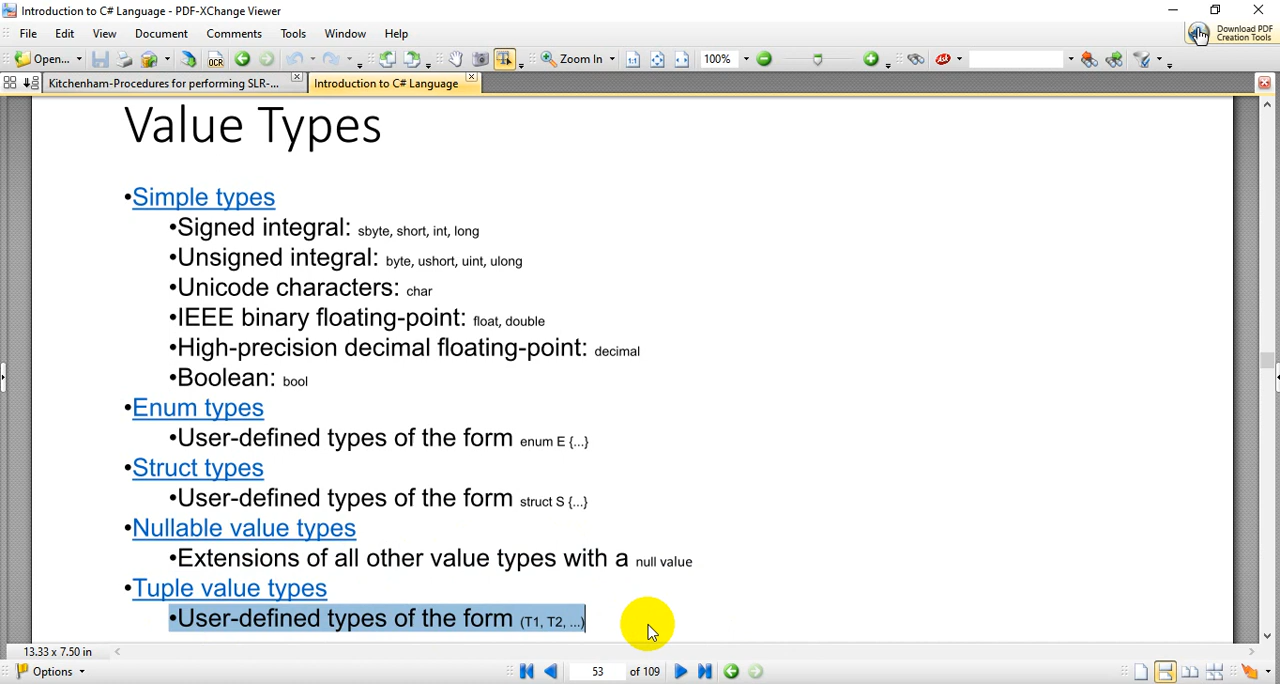 Introduction to C# Language - PDF-XChange Viewer
File Edit View Document Comments Tools Window Help
Download PDF
Creation Tools
Open... OCR Zoom In 100%
Kitchenham-Procedures for performing SLR-... Introduction to C# Language
Value Types
•Simple types
•Signed integral: sbyte, short, int, long
•Unsigned integral: byte, ushort, uint, ulong
•Unicode characters: char
•IEEE binary floating-point: float, double
•High-precision decimal floating-point: decimal
•Boolean: bool
•Enum types
•User-defined types of the form enum E {...}
•Struct types
•User-defined types of the form struct S {...}
•Nullable value types
•Extensions of all other value types with a null value
•Tuple value types
•User-defined types of the form (T1, T2, ...)
13.33 x 7.50 in
Options 53 of 109